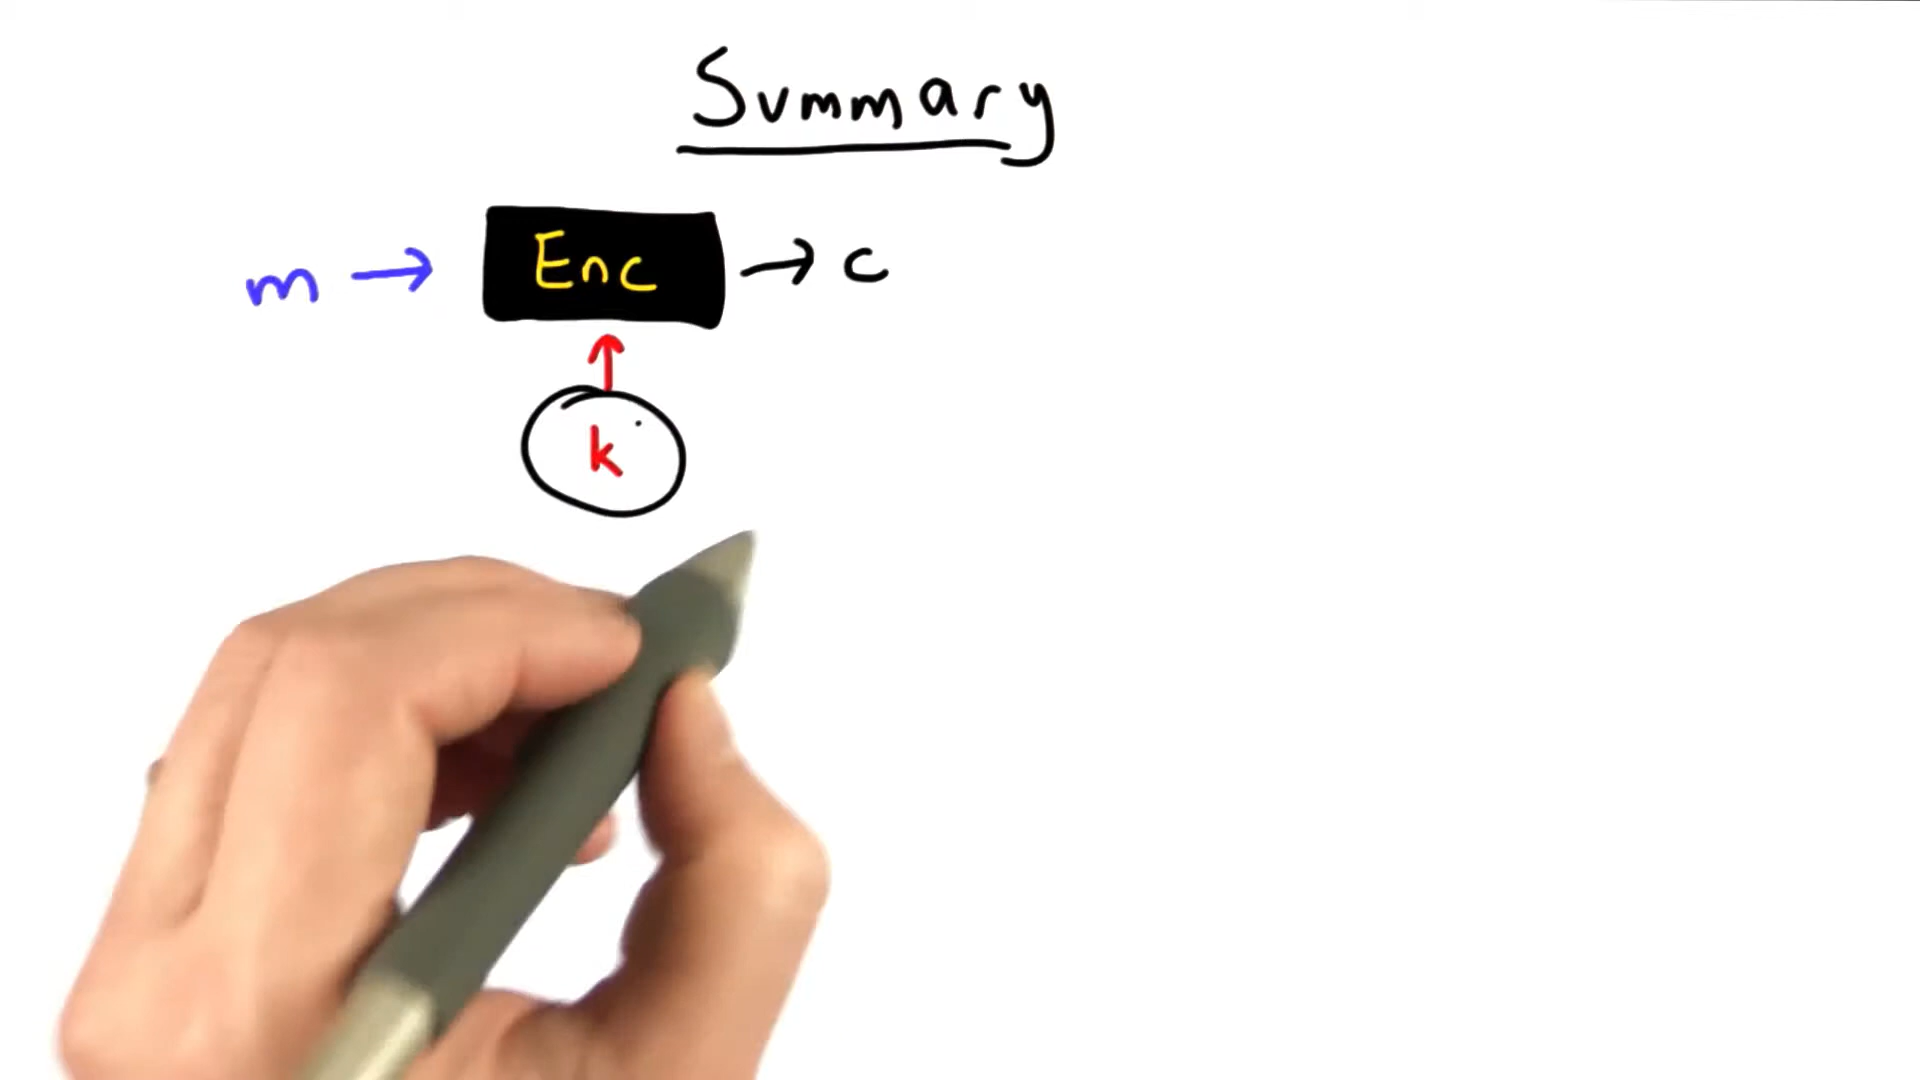 Summary
m → Enc → c
↑
k